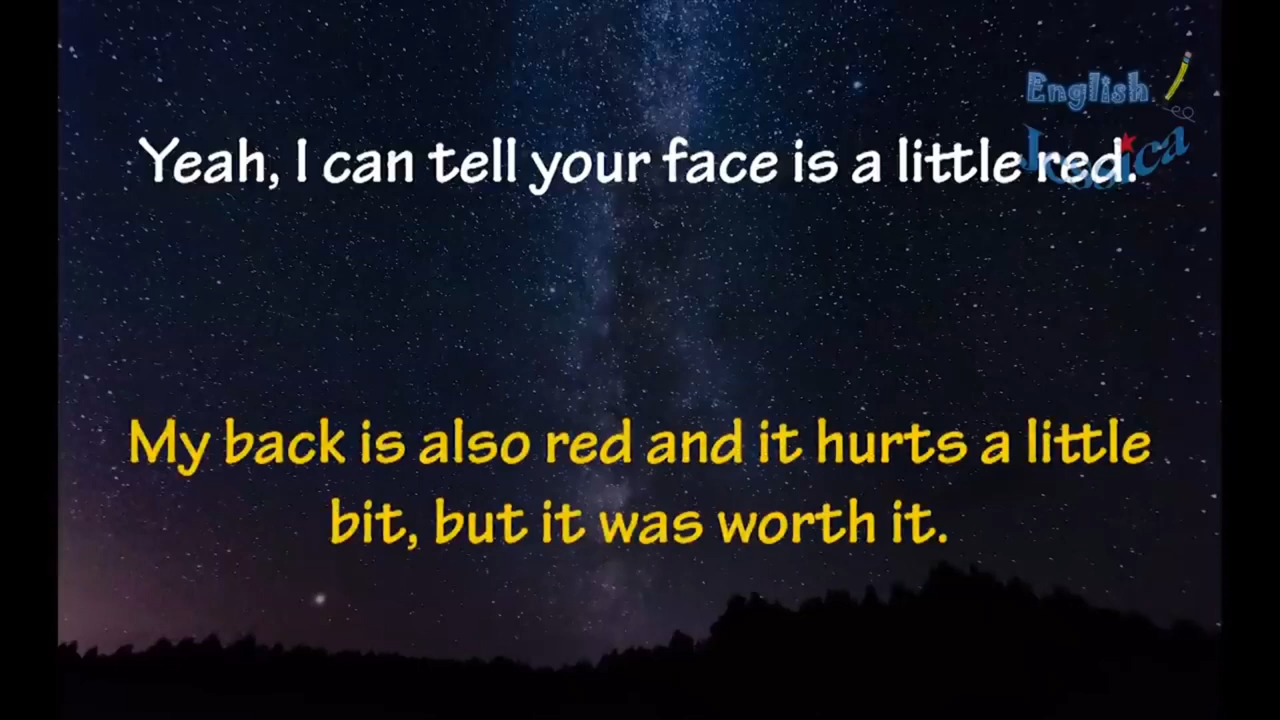 English
Yeah, I can tell your face is a little red.
Jessica
My back is also red and it hurts a little
bit, but it was worth it.